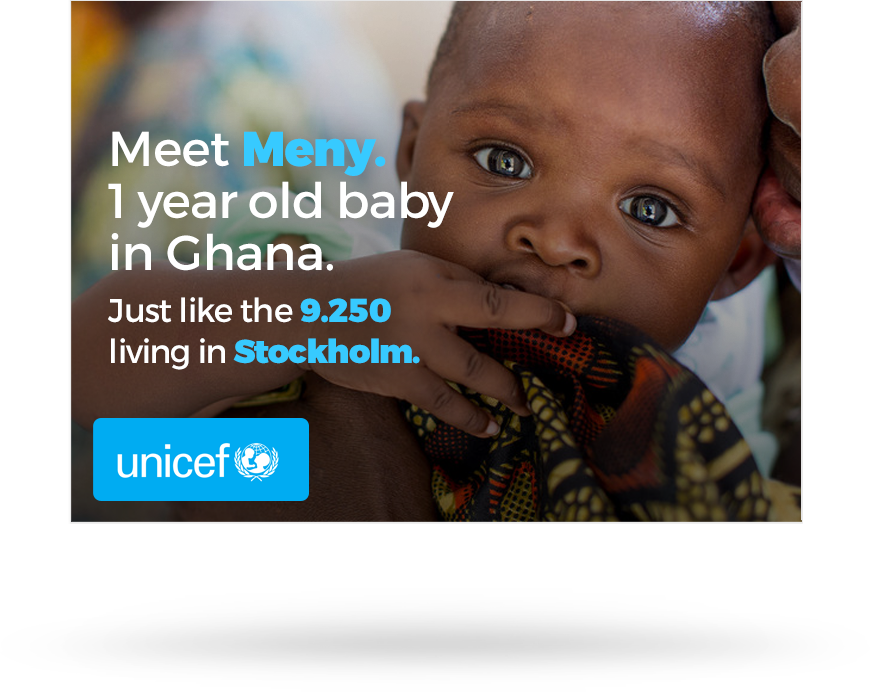 Meet Meny.
1 year old baby
in Ghana.
Just like the 9.250
living in Stockholm.
unicef